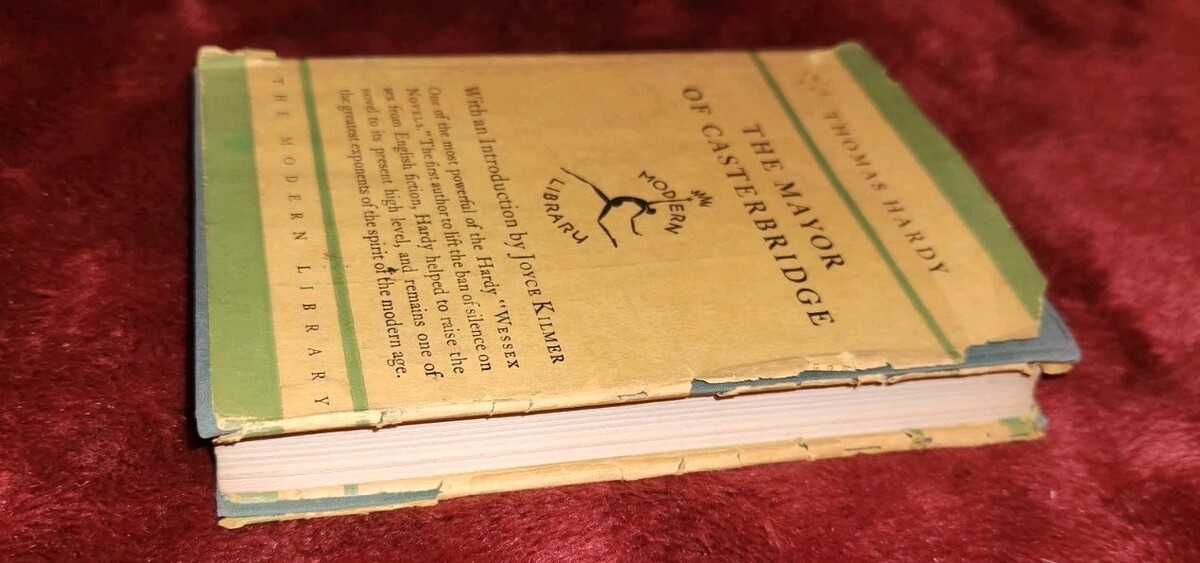 THOMAS HARDY
THE MAYOR
OF CASTERBRIDGE
THE
MODERN
LIBRARY
With an Introduction by JOYCE KILMER
One of the most powerful of the Hardy "WESSEX
NOVELS." The first author to lift the ban of silence on
sex from English fiction, Hardy helped to raise the
novel to its present high level, and remains one of
the greatest exponents of the spirit of the modern age.
THE MODERN LIBRARY